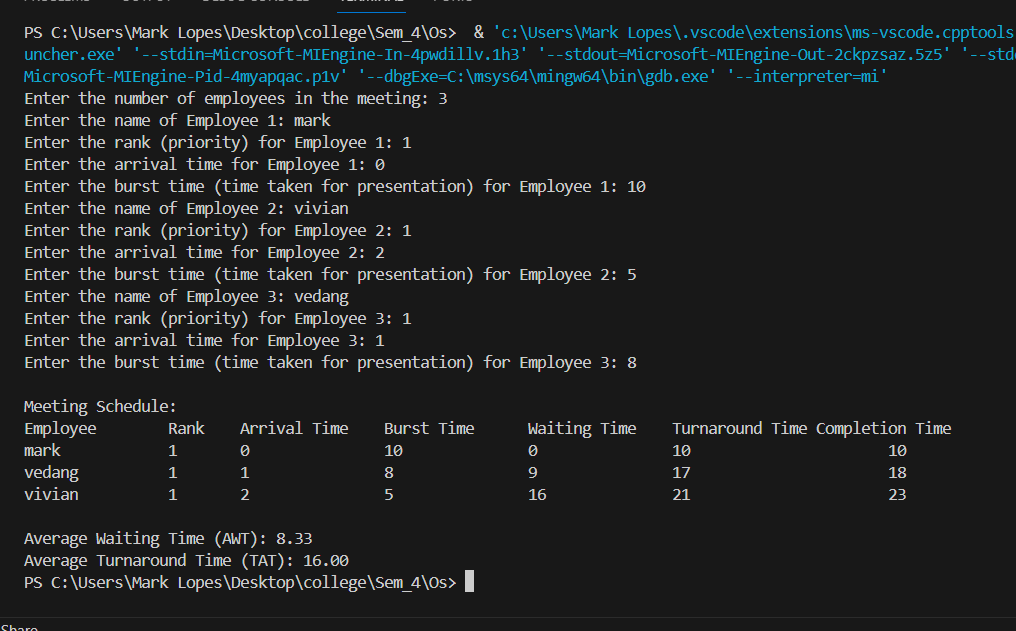 PS C:\Users\Mark Lopes\Desktop\college\Sem_4\Os>  & 'c:\Users\Mark Lopes\.vscode\extensions\ms-vscode.cpptools
uncher.exe' '--stdin=Microsoft-MIEngine-In-4pwdillv.1h3' '--stdout=Microsoft-MIEngine-Out-2ckpzsaz.5z5' '--std
Microsoft-MIEngine-Pid-4myapqac.p1v' '--dbgExe=C:\msys64\mingw64\bin\gdb.exe' '--interpreter=mi'
Enter the number of employees in the meeting: 3
Enter the name of Employee 1: mark
Enter the rank (priority) for Employee 1: 1
Enter the arrival time for Employee 1: 0
Enter the burst time (time taken for presentation) for Employee 1: 10
Enter the name of Employee 2: vivian
Enter the rank (priority) for Employee 2: 1
Enter the arrival time for Employee 2: 2
Enter the burst time (time taken for presentation) for Employee 2: 5
Enter the name of Employee 3: vedang
Enter the rank (priority) for Employee 3: 1
Enter the arrival time for Employee 3: 1
Enter the burst time (time taken for presentation) for Employee 3: 8
Meeting Schedule:
Employee Rank Arrival Time Burst Time Waiting Time Turnaround Time Completion Time
mark 1 0 10 0 10 10
vedang 1 1 8 9 17 18
vivian 1 2 5 16 21 23
Average Waiting Time (AWT): 8.33
Average Turnaround Time (TAT): 16.00
PS C:\Users\Mark Lopes\Desktop\college\Sem_4\Os>
Share